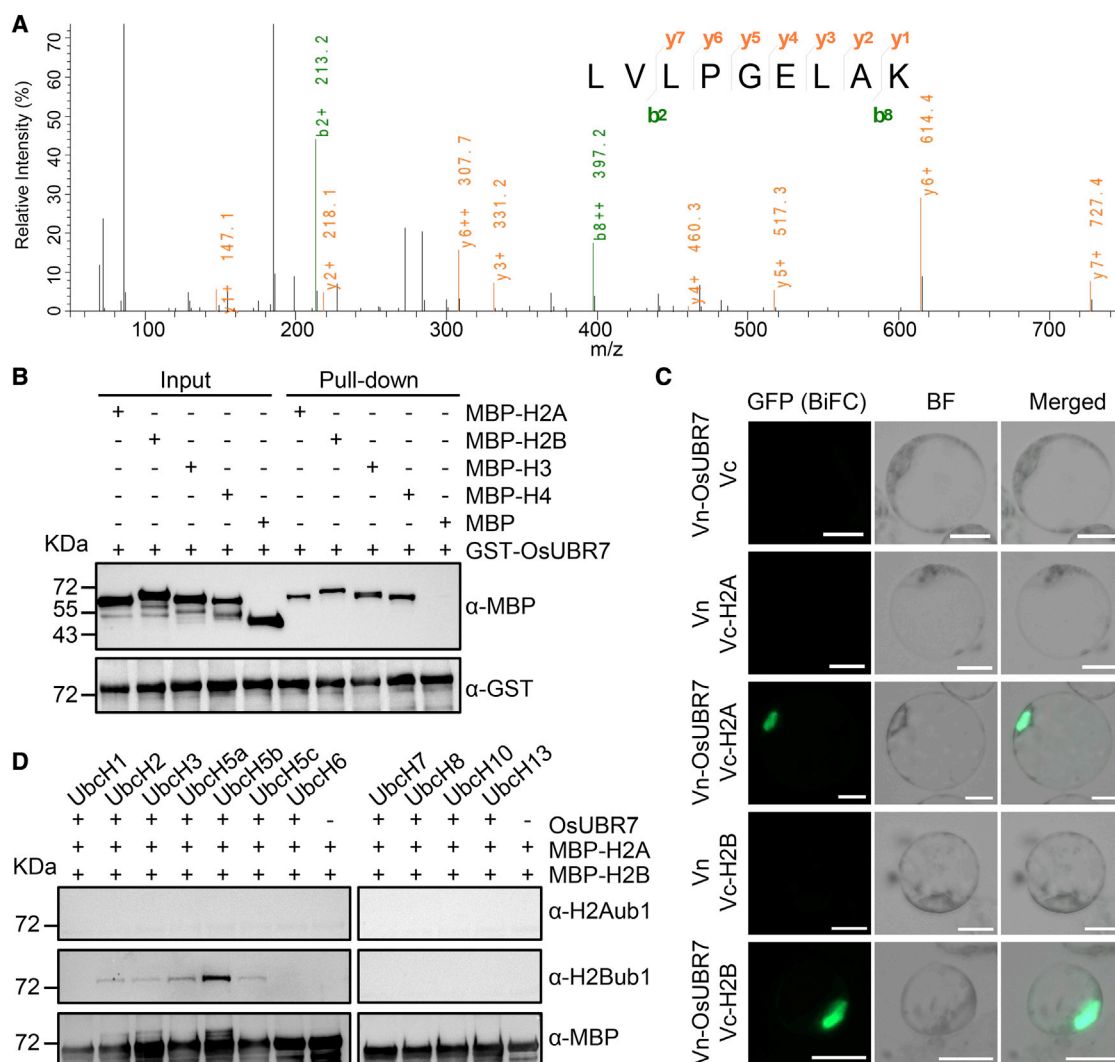 A
Relative Intensity (%)
70
60
50
40
30
20
10
0
100
200
300
400
500
600
700
m/z
y1+ 147.1
b2+ 213.2
y2+ 218.1
y6++ 307.7
y3+ 331.2
b8++ 397.2
y4+ 460.3
y5+ 517.3
y6+ 614.4
y7+ 727.4
y7 y6 y5 y4 y3 y2 y1
L V L P G E L A K
b2 b8
B
Input Pull-down
+ - - - - + - - - - MBP-H2A
- + - - - - + - - - MBP-H2B
- - + - - - - + - - MBP-H3
- - - + - - - - + - MBP-H4
- - - - + - - - - + MBP
KDa + + + + + + + + + + GST-OsUBR7
72
55
43
α-MBP
72
α-GST
C
GFP (BiFC) BF Merged
Vn-OsUBR7
Vc
Vn
Vc-H2A
Vn-OsUBR7
Vc-H2A
Vn
Vc-H2B
Vn-OsUBR7
Vc-H2B
D
UbcH1 UbcH2 UbcH3 UbcH5a UbcH5b UbcH5c UbcH6 UbcH7 UbcH8 UbcH10 UbcH13
+ + + + + + + - + + + + - OsUBR7
+ + + + + + + + + + + + + MBP-H2A
KDa + + + + + + + + + + + + + MBP-H2B
72 α-H2Aub1
72 α-H2Bub1
72 α-MBP